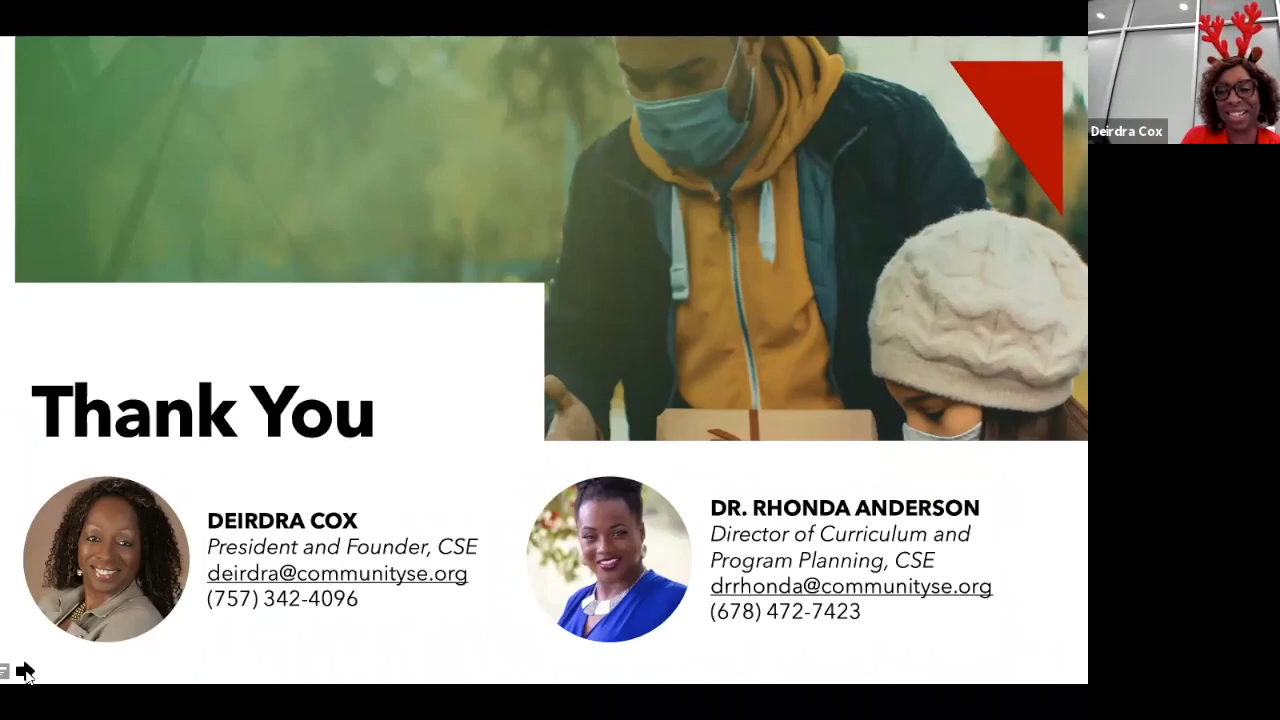 Deirdra Cox
Thank You
DEIRDRA COX
President and Founder, CSE
deirdra@communityse.org
(757) 342-4096
DR. RHONDA ANDERSON
Director of Curriculum and
Program Planning, CSE
drrhonda@communityse.org
(678) 472-7423